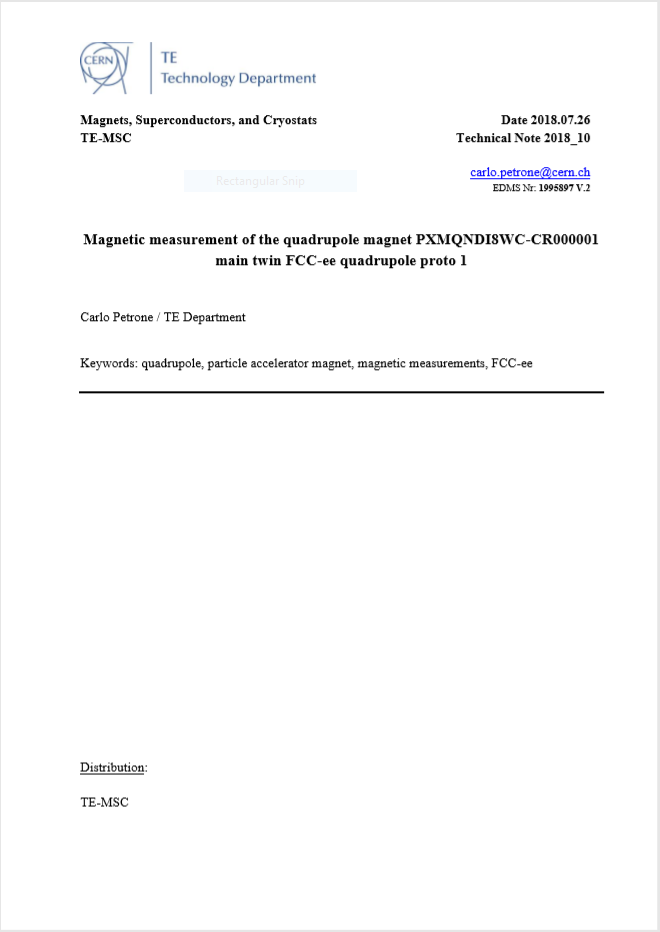 CERN
TE
Technology Department
Magnets, Superconductors, and Cryostats
Date 2018.07.26
TE-MSC
Technical Note 2018_10
carlo.petrone@cern.ch
Rectangular Snip
EDMS Nr: 1995897 V.2
Magnetic measurement of the quadrupole magnet PXMQNDI8WC-CR000001
main twin FCC-ee quadrupole proto 1
Carlo Petrone / TE Department
Keywords: quadrupole, particle accelerator magnet, magnetic measurements, FCC-ee
Distribution:
TE-MSC